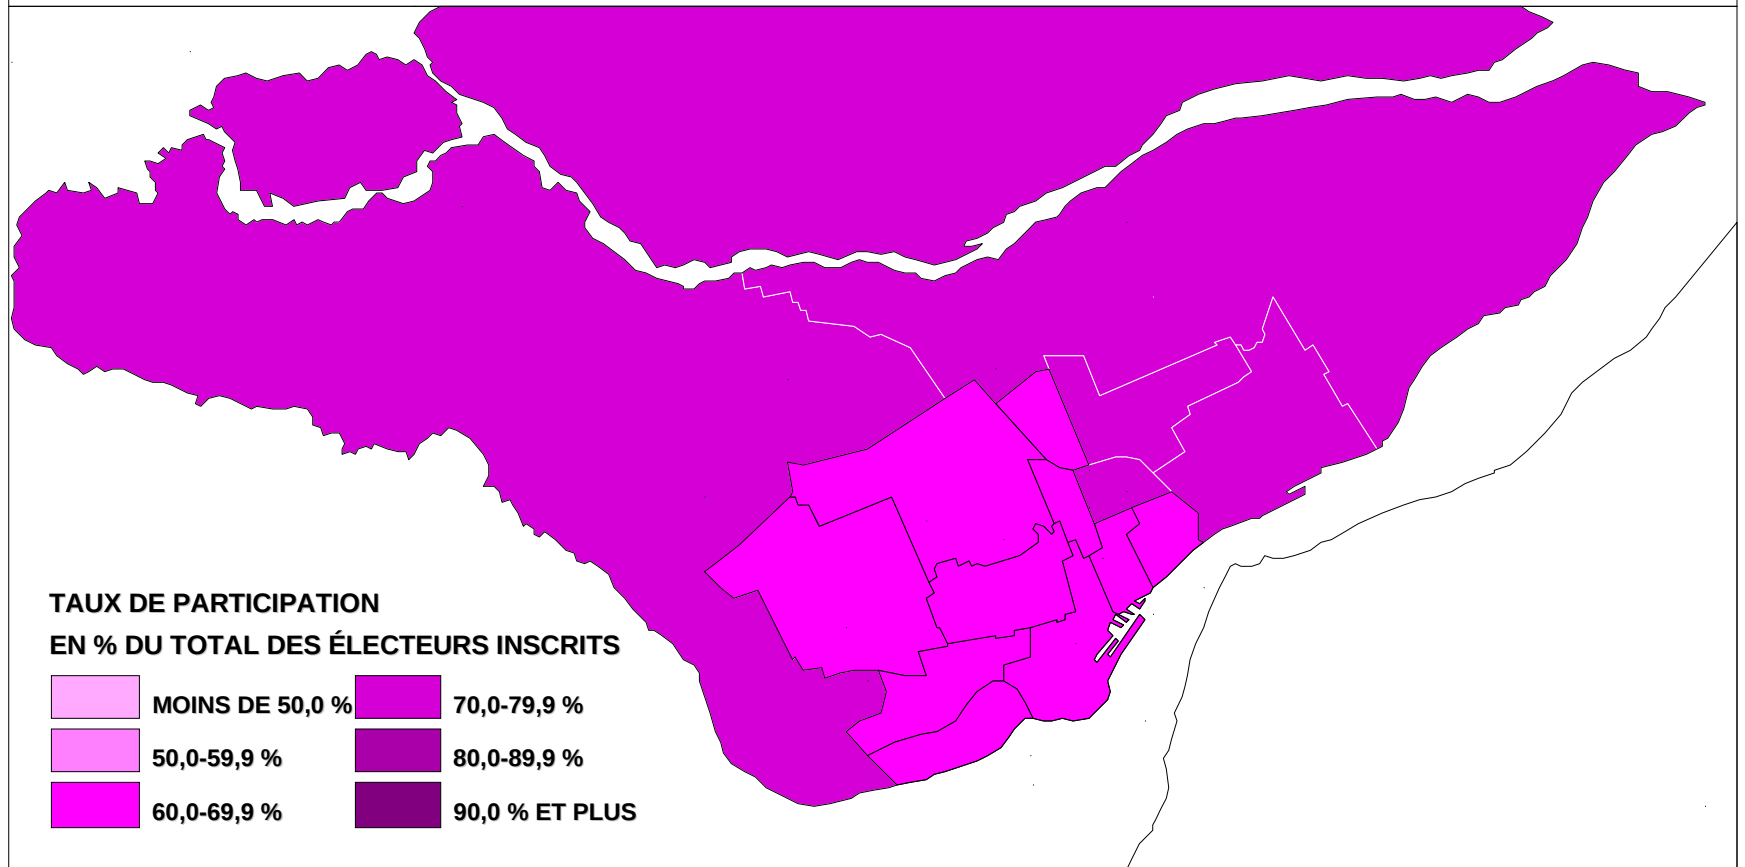 TAUX DE PARTICIPATION
EN % DU TOTAL DES ÉLECTEURS INSCRITS
MOINS DE 50,0 %
70,0-79,9 %
50,0-59,9 %
80,0-89,9 %
60,0-69,9 %
90,0 % ET PLUS